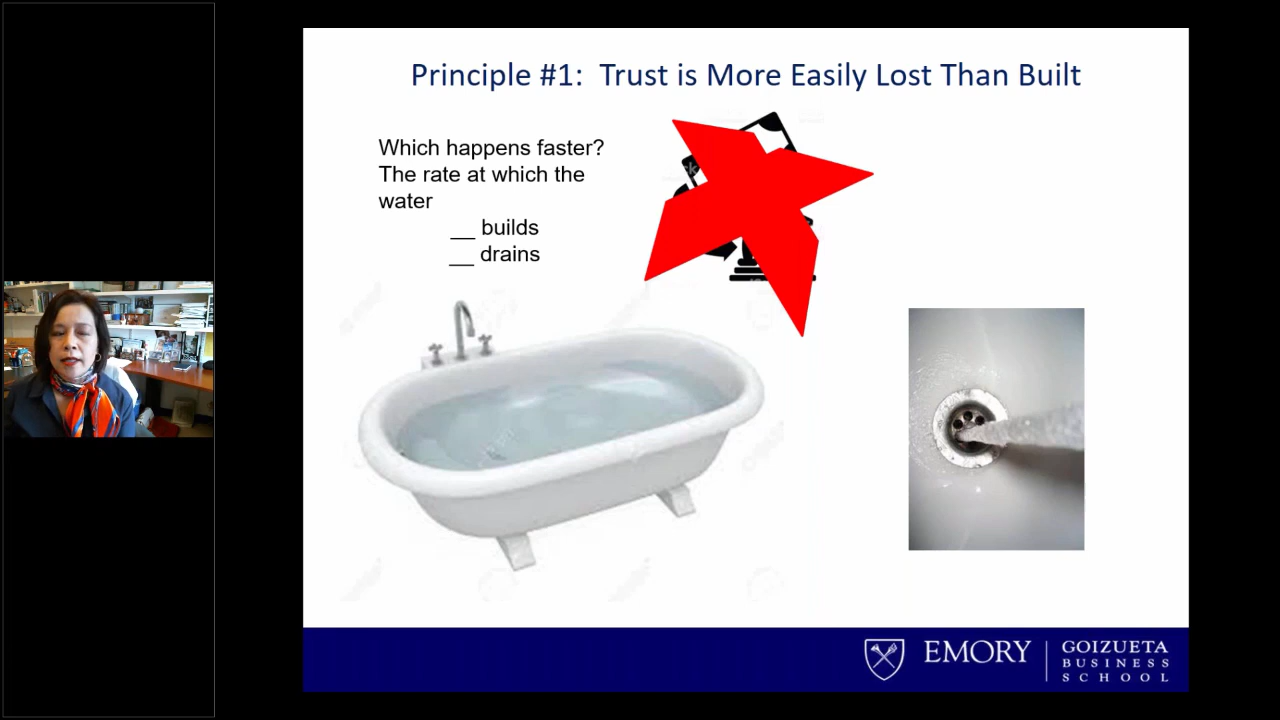 Principle #1:  Trust is More Easily Lost Than Built
Which happens faster?
The rate at which the
water
__ builds
__ drains
EMORY
GOIZUETA
BUSINESS
SCHOOL